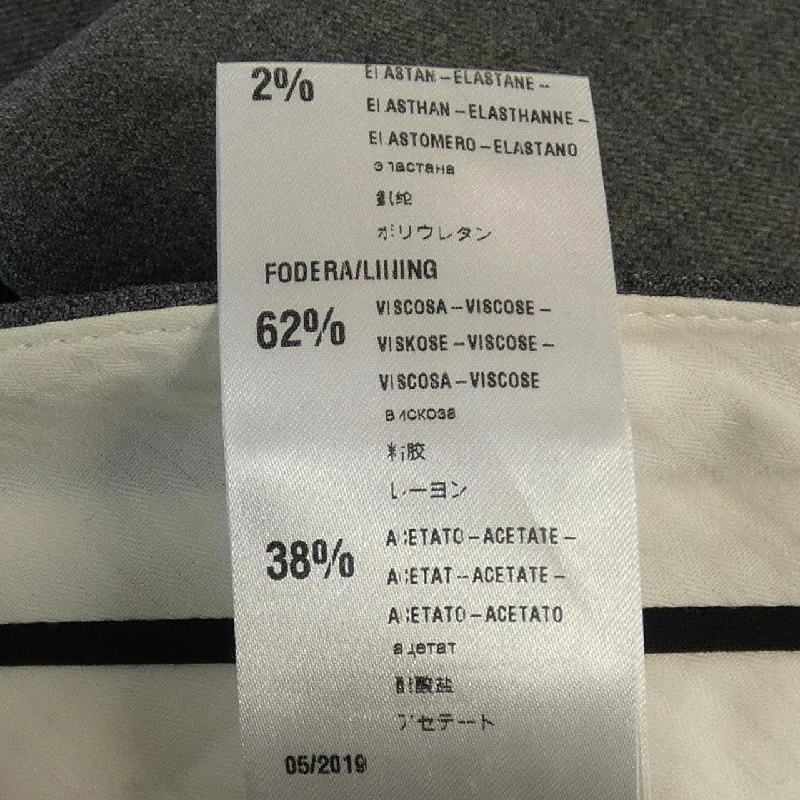 2% ELASTAN-ELASTANE-
ELASTHAN-ELASTHANNE-
ELASTOMERO-ELASTANO
эластана
氨纶
ポリウレタン
FODERA/LINING
62% VISCOSA-VISCOSE-
VISKOSE-VISCOSE-
VISCOSA-VISCOSE
вискоза
粘胶
レーヨン
38% ACETATO-ACETATE-
ACETAT-ACETATE-
ACETATO-ACETATO
ацетат
醋酸盐
アセテート
05/2019